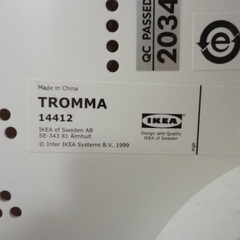 QC PASSED
2034
Made in China
TROMMA
14412
IKEA of Sweden AB
SE-343 81 Älmhult
© Inter IKEA Systems B.V. 1999
IKEA
Design and Quality
IKEA of Sweden
PQR
e